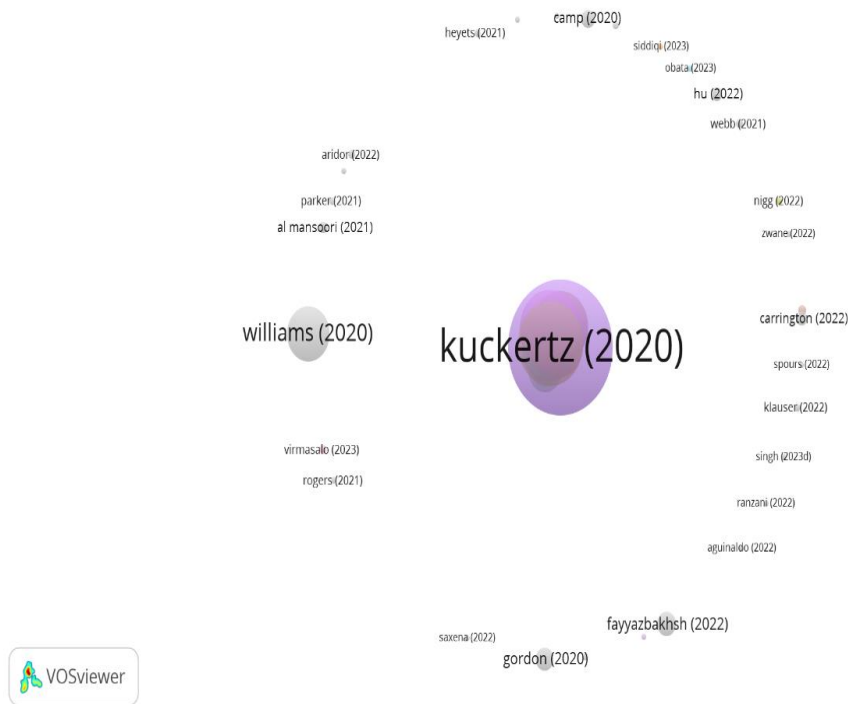 camp (2020)
heyets (2021)
siddiqi (2023)
obata (2023)
hu (2022)
webb (2021)
aridor (2022)
parker (2021)
nigg (2022)
al mansoori (2021)
zwane (2022)
carrington (2022)
williams (2020)
kuckertz (2020)
spours (2022)
klauser (2022)
virmasalo (2023)
singh (2023d)
rogers (2021)
ranzani (2022)
aguinaldo (2022)
fayyazbakhsh (2022)
saxena (2022)
gordon (2020)
VOSviewer